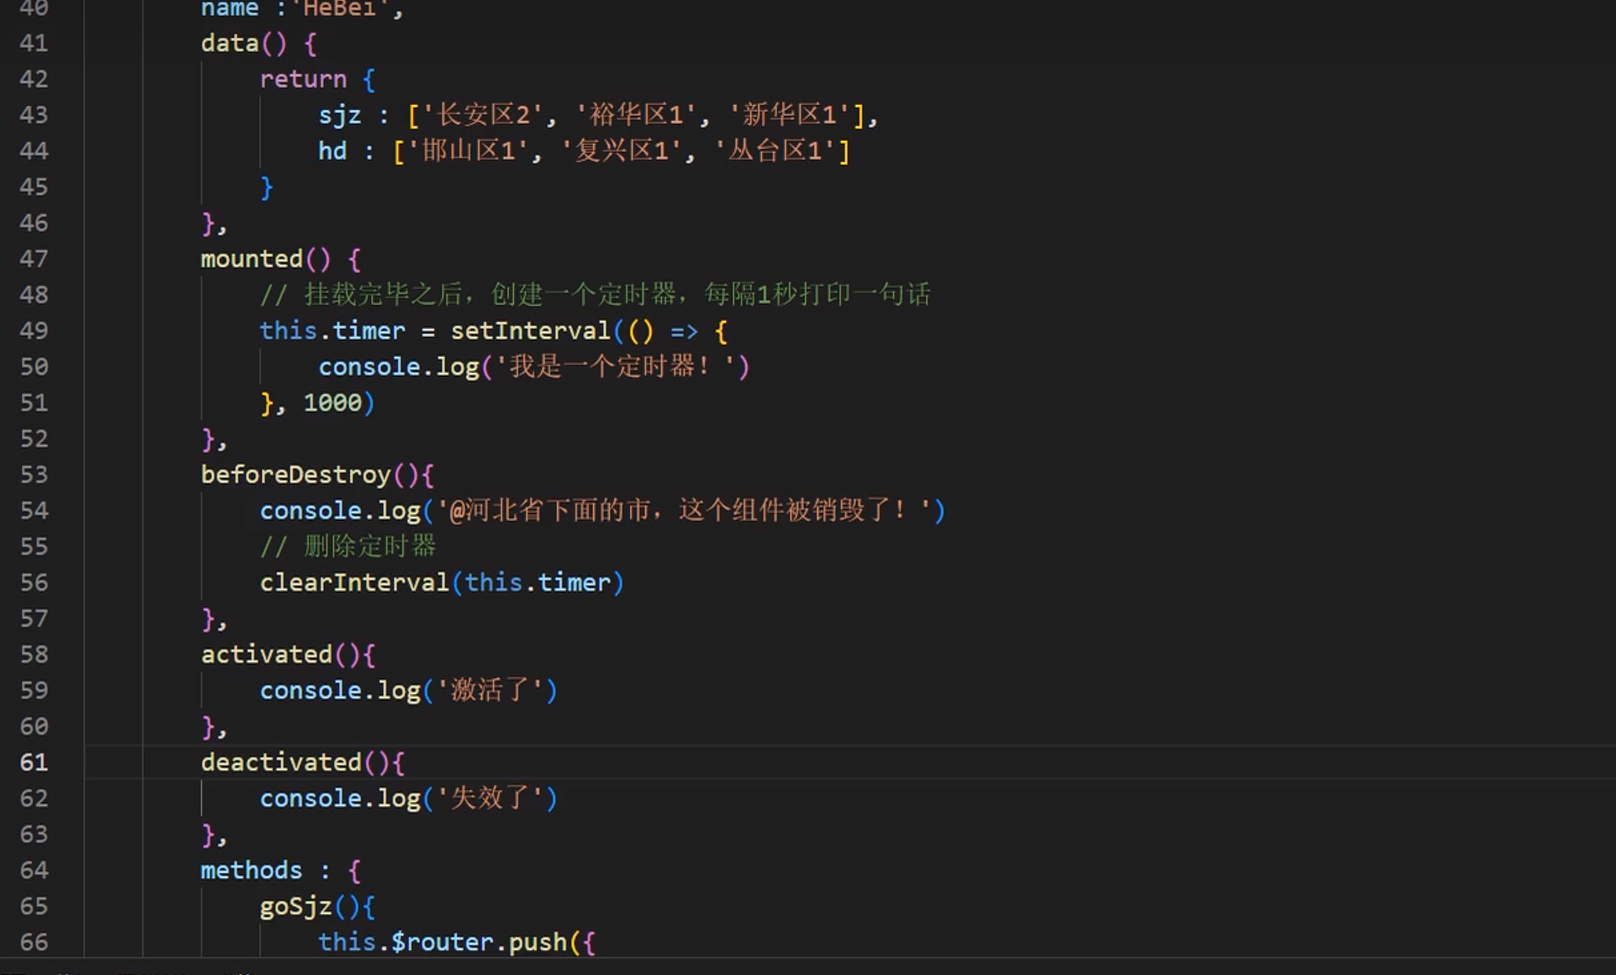 40 name :'HeBei',
41 data() {
42 return {
43 sjz : ['长安区2', '裕华区1', '新华区1'],
44 hd : ['邯山区1', '复兴区1', '丛台区1']
45 }
46 },
47 mounted() {
48 // 挂载完毕之后，创建一个定时器，每隔1秒打印一句话
49 this.timer = setInterval(() => {
50 console.log('我是一个定时器！')
51 }, 1000)
52 },
53 beforeDestroy(){
54 console.log('@河北省下面的市，这个组件被销毁了！')
55 // 删除定时器
56 clearInterval(this.timer)
57 },
58 activated(){
59 console.log('激活了')
60 },
61 deactivated(){
62 console.log('失效了')
63 },
64 methods : {
65 goSjz(){
66 this.$router.push({